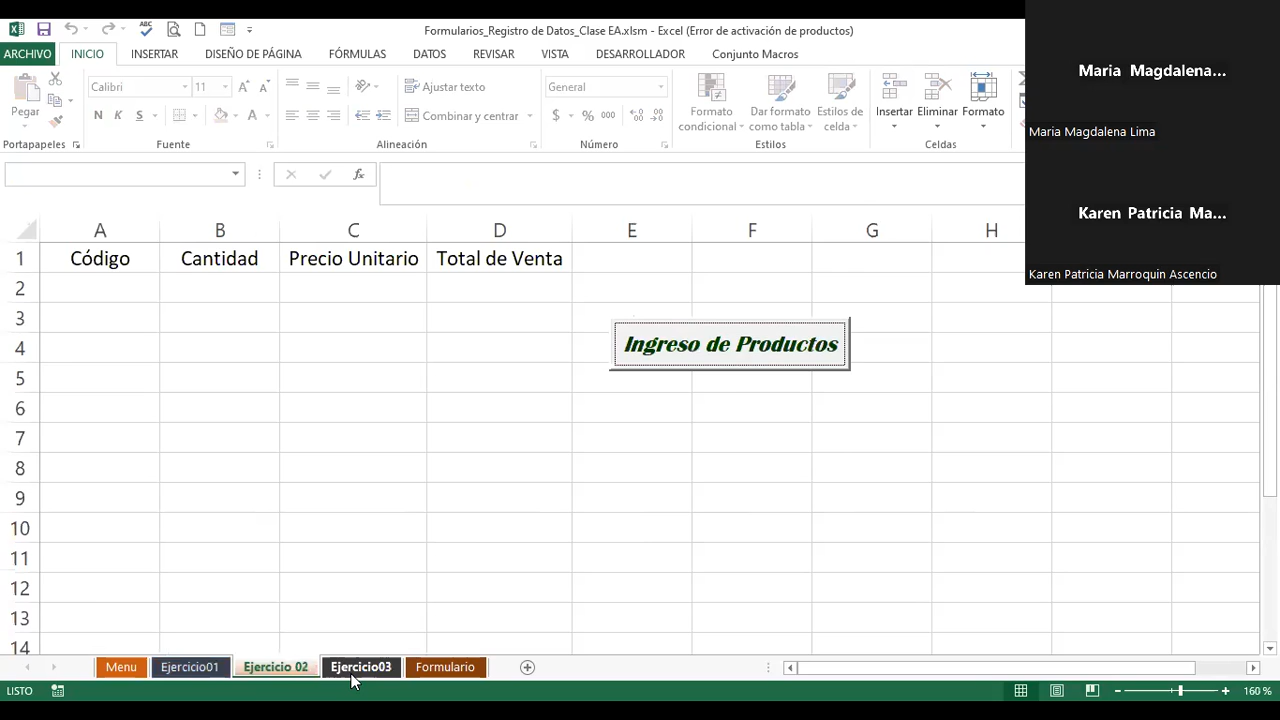 Formularios_Registro de Datos_Clase EA.xlsm - Excel (Error de activación de productos)
ABC
ARCHIVO INICIO INSERTAR DISEÑO DE PÁGINA FÓRMULAS DATOS REVISAR VISTA DESARROLLADOR Conjunto Macros
Pegar
Calibri 11
N K S
Ajustar texto
Combinar y centrar
General
$ % 000
Formato condicional
Dar formato como tabla
Estilos de celda
Insertar Eliminar Formato
Portapapeles Fuente Alineación Número Estilos Celdas
fx
A B C D E F G H
1 Código Cantidad Precio Unitario Total de Venta
2
3
4
5
6
7
8
9
10
11
12
13
14
Ingreso de Productos
Menu Ejercicio01 Ejercicio 02 Ejercicio03 Formulario
LISTO
160 %
Maria Magdalena...
Maria Magdalena Lima
Karen Patricia Ma...
Karen Patricia Marroquin Ascencio